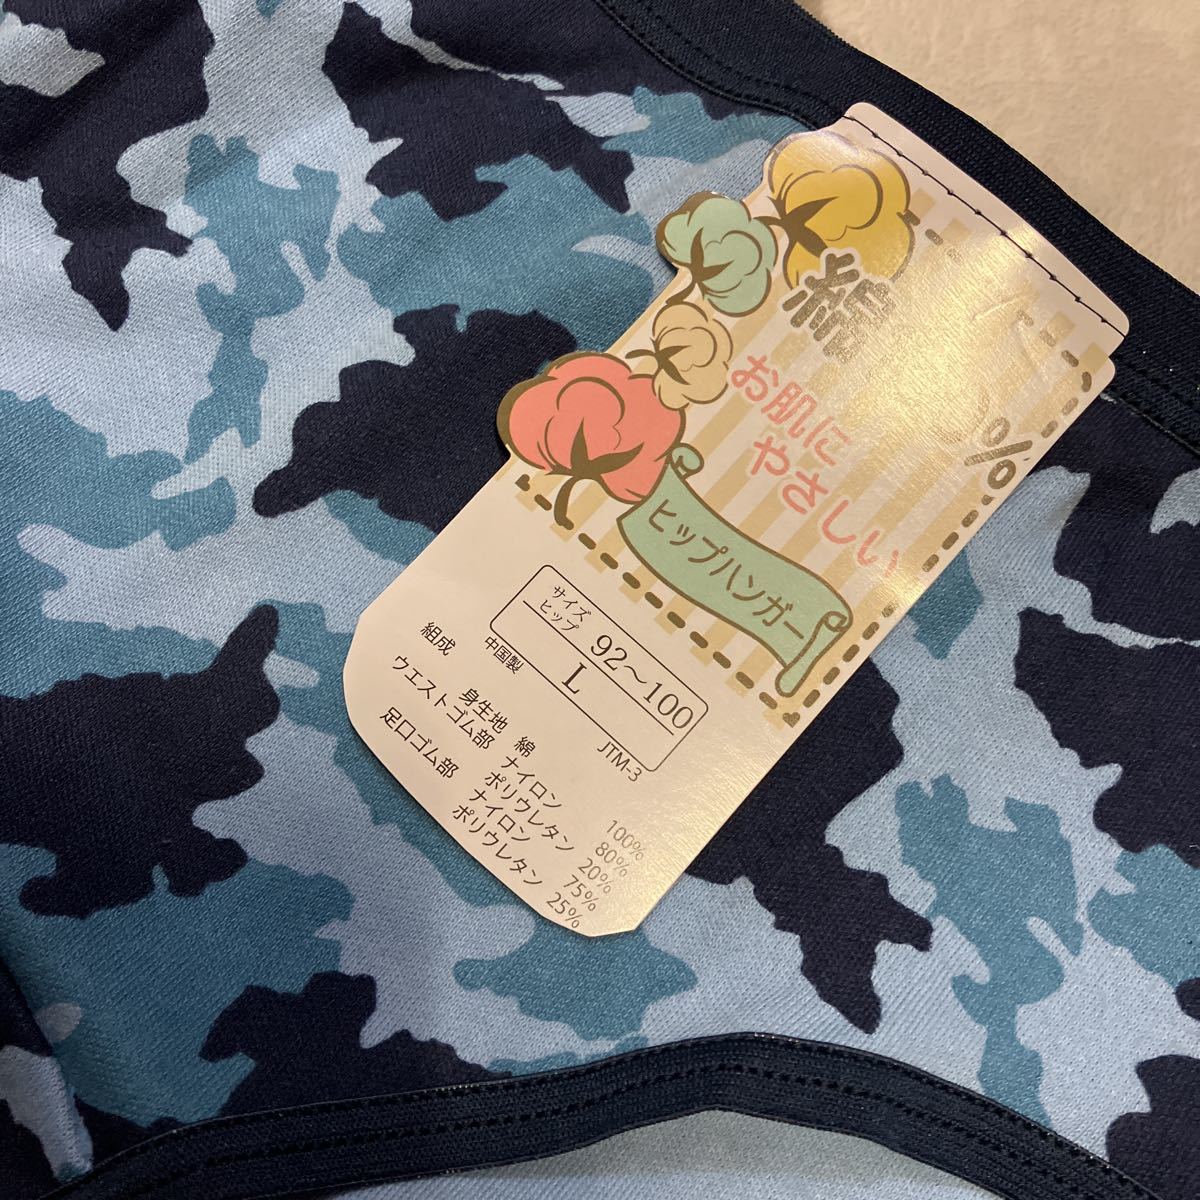 綿
%
お肌に
やさしい
ヒップハンガー
サイズ
ヒップ 92～100
L
組成 中国製 JTM-3
身生地 綿 100%
ウエストゴム部 ナイロン 80%
ポリウレタン 20%
足口ゴム部 ナイロン 75%
ポリウレタン 25%